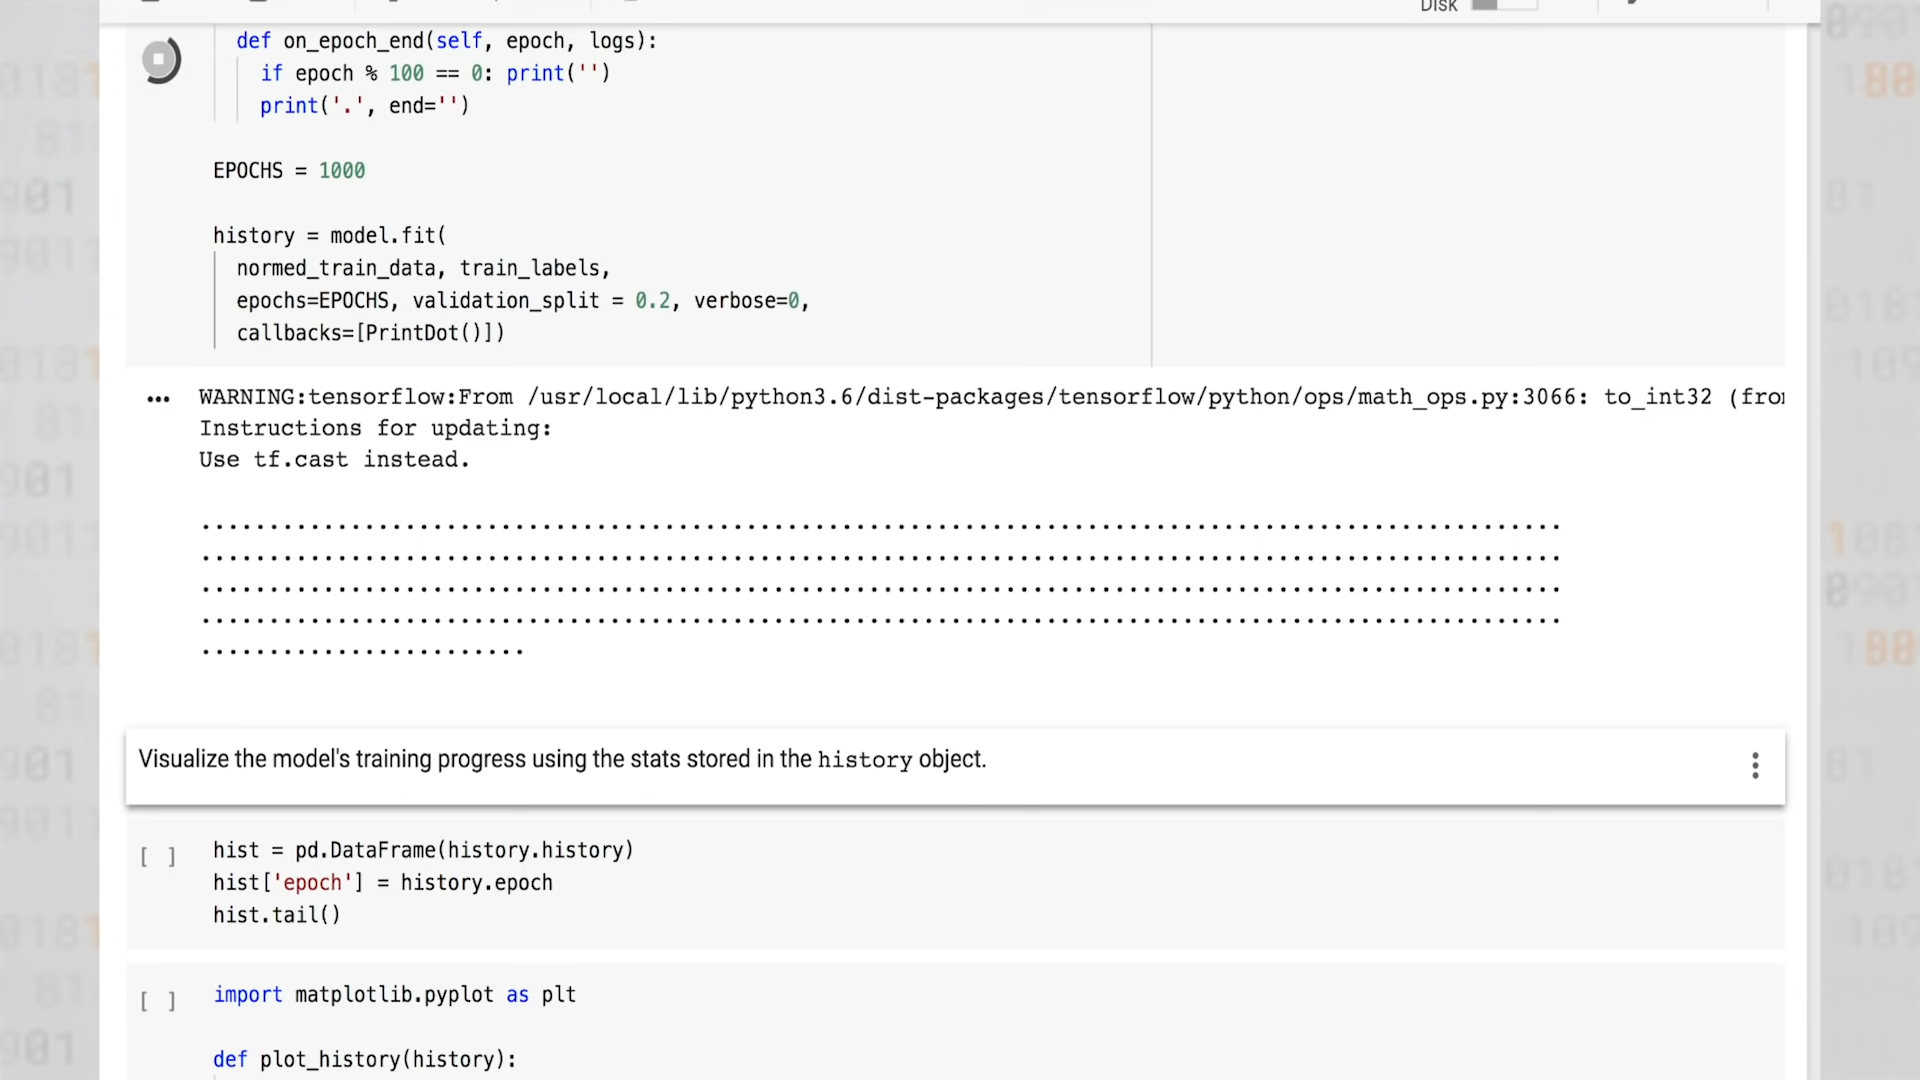 Disk
def on_epoch_end(self, epoch, logs):
if epoch % 100 == 0: print('')
print('.', end='')
EPOCHS = 1000
history = model.fit(
normed_train_data, train_labels,
epochs=EPOCHS, validation_split = 0.2, verbose=0,
callbacks=[PrintDot()])
WARNING:tensorflow:From /usr/local/lib/python3.6/dist-packages/tensorflow/python/ops/math_ops.py:3066: to_int32 (from
Instructions for updating:
Use tf.cast instead.
....................................................................................................
....................................................................................................
....................................................................................................
....................................................................................................
........................
Visualize the model's training progress using the stats stored in the history object.
[ ] hist = pd.DataFrame(history.history)
hist['epoch'] = history.epoch
hist.tail()
[ ] import matplotlib.pyplot as plt
def plot_history(history):